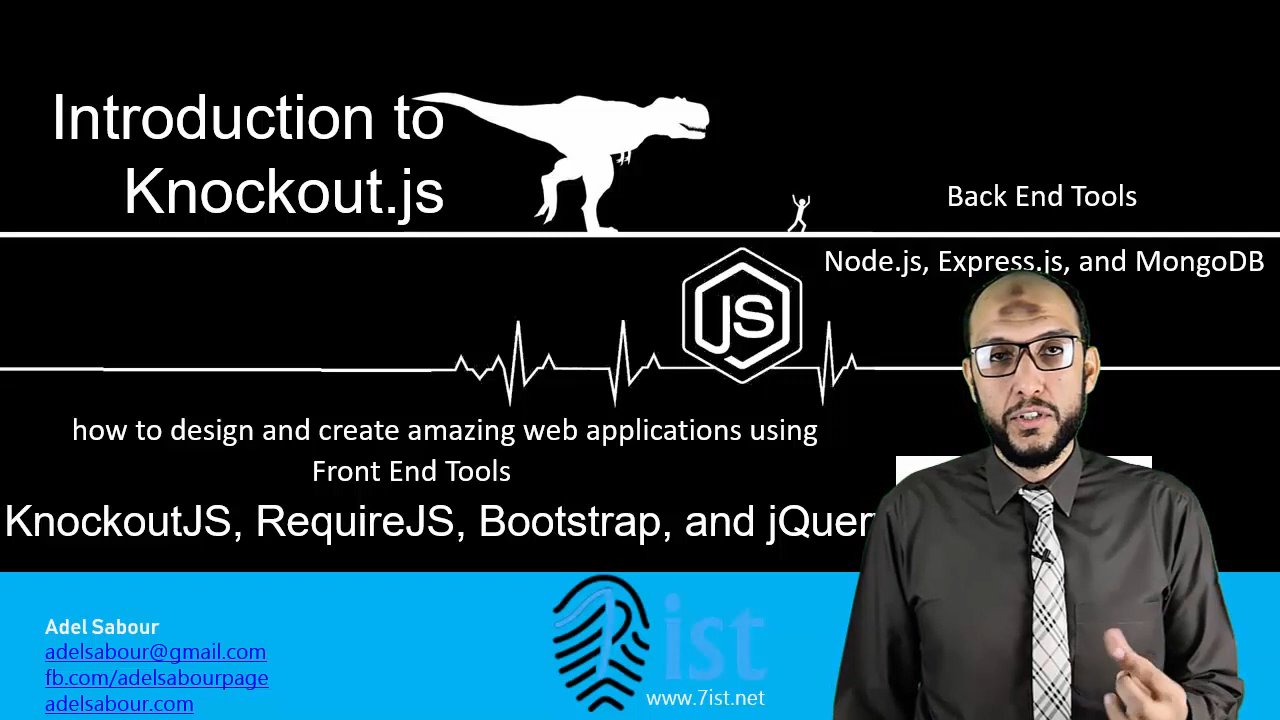 Introduction to
Knockout.js
Back End Tools
Node.js, Express.js, and MongoDB
JS
how to design and create amazing web applications using
Front End Tools
KnockoutJS, RequireJS, Bootstrap, and jQuer
Adel Sabour
adelsabour@gmail.com
fb.com/adelsabourpage
adelsabour.com
7ist
www.7ist.net